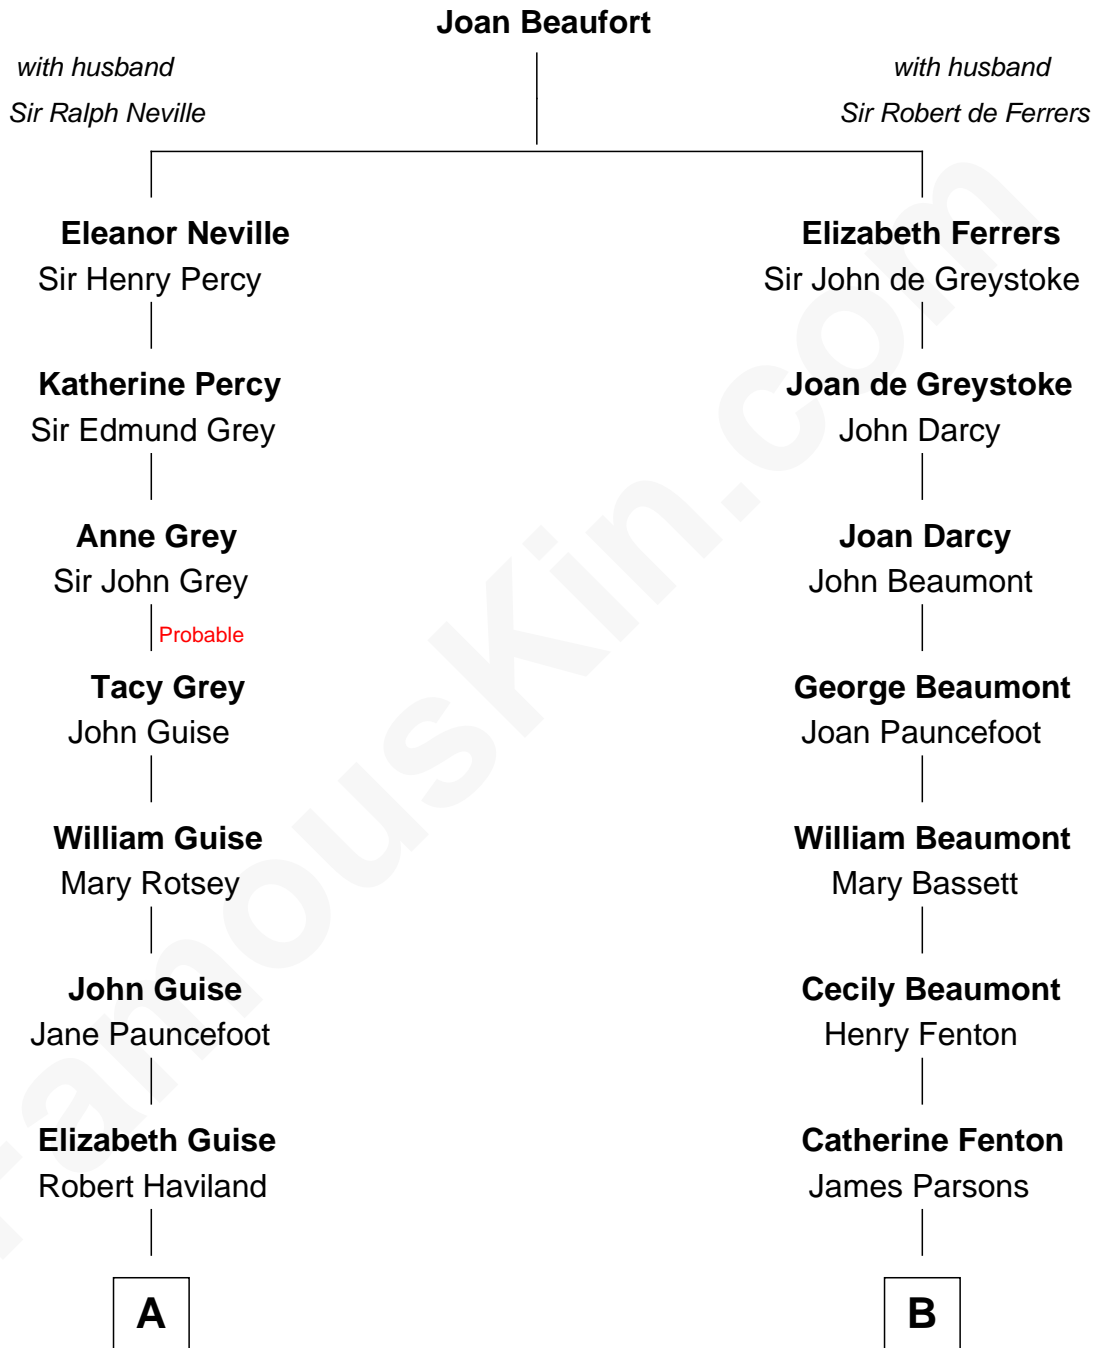 Joan Beaufort
with husband
Sir Ralph Neville
with husband
Sir Robert de Ferrers
Eleanor Neville
Sir Henry Percy
Elizabeth Ferrers
Sir John de Greystoke
Katherine Percy
Sir Edmund Grey
Joan de Greystoke
John Darcy
Anne Grey
Sir John Grey
Joan Darcy
John Beaumont
Probable
Tacy Grey
John Guise
George Beaumont
Joan Pauncefoot
William Guise
Mary Rotsey
William Beaumont
Mary Bassett
John Guise
Jane Pauncefoot
Cecily Beaumont
Henry Fenton
Elizabeth Guise
Robert Haviland
Catherine Fenton
James Parsons
A
B
FamousKin.com